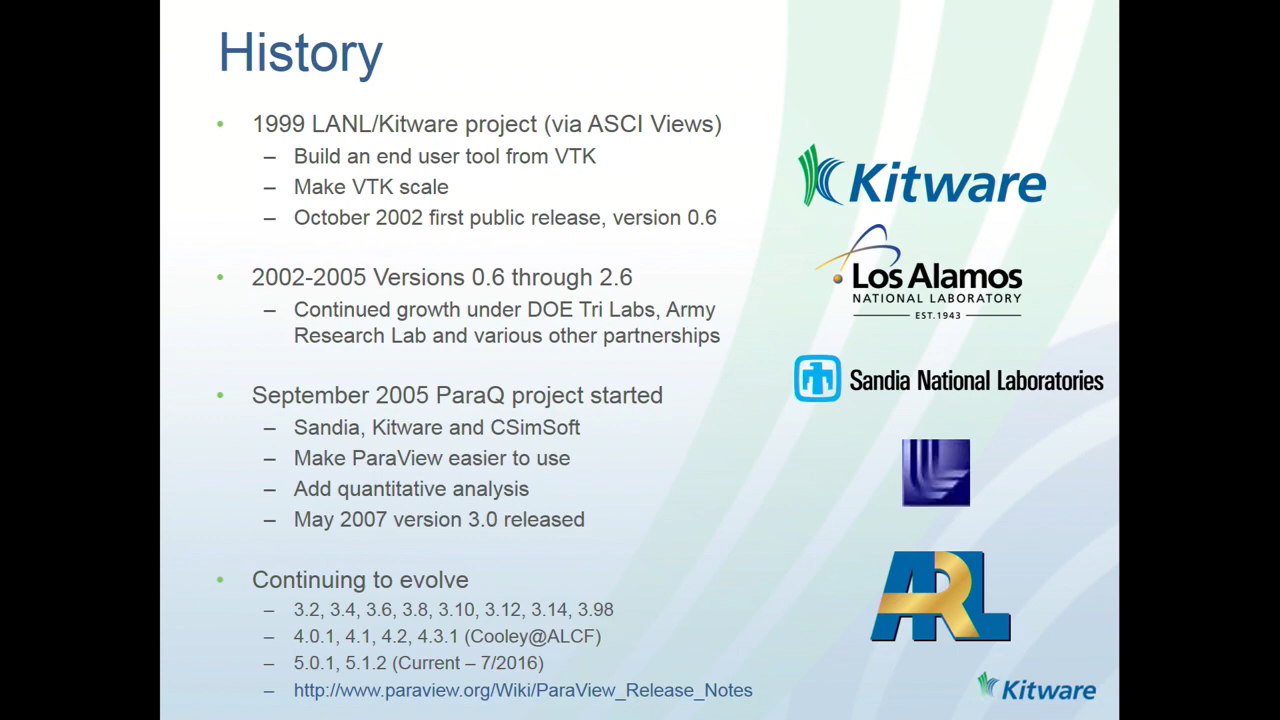 History
• 1999 LANL/Kitware project (via ASCI Views)
– Build an end user tool from VTK
– Make VTK scale
– October 2002 first public release, version 0.6
• 2002-2005 Versions 0.6 through 2.6
– Continued growth under DOE Tri Labs, Army
Research Lab and various other partnerships
• September 2005 ParaQ project started
– Sandia, Kitware and CSimSoft
– Make ParaView easier to use
– Add quantitative analysis
– May 2007 version 3.0 released
• Continuing to evolve
– 3.2, 3.4, 3.6, 3.8, 3.10, 3.12, 3.14, 3.98
– 4.0.1, 4.1, 4.2, 4.3.1 (Cooley@ALCF)
– 5.0.1, 5.1.2 (Current – 7/2016)
– http://www.paraview.org/Wiki/ParaView_Release_Notes
Kitware
Los Alamos
NATIONAL LABORATORY
EST.1943
Sandia National Laboratories
ARL
Kitware